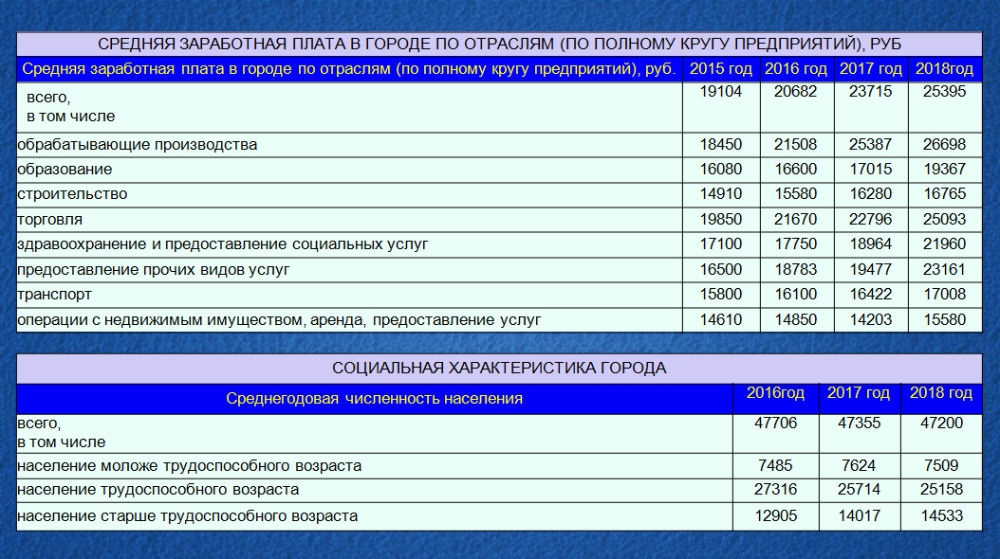 СРЕДНЯЯ ЗАРАБОТНАЯ ПЛАТА В ГОРОДЕ ПО ОТРАСЛЯМ (ПО ПОЛНОМУ КРУГУ ПРЕДПРИЯТИЙ), РУБ
Средняя заработная плата в городе по отраслям (по полному кругу предприятий), руб. 2015 год 2016 год 2017 год 2018год
всего, 19104 20682 23715 25395
в том числе
обрабатывающие производства 18450 21508 25387 26698
образование 16080 16600 17015 19367
строительство 14910 15580 16280 16765
торговля 19850 21670 22796 25093
здравоохранение и предоставление социальных услуг 17100 17750 18964 21960
предоставление прочих видов услуг 16500 18783 19477 23161
транспорт 15800 16100 16422 17008
операции с недвижимым имуществом, аренда, предоставление услуг 14610 14850 14203 15580
СОЦИАЛЬНАЯ ХАРАКТЕРИСТИКА ГОРОДА
Среднегодовая численность населения 2016год 2017 год 2018 год
всего, 47706 47355 47200
в том числе
население моложе трудоспособного возраста 7485 7624 7509
население трудоспособного возраста 27316 25714 25158
население старше трудоспособного возраста 12905 14017 14533